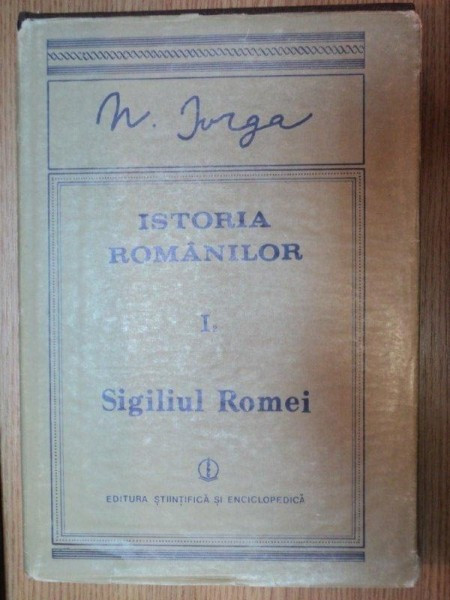 N. Iorga
ISTORIA
ROMÂNILOR
I.
Sigiliul Romei
EDITURA ŞTIINŢIFICĂ ŞI ENCICLOPEDICĂ